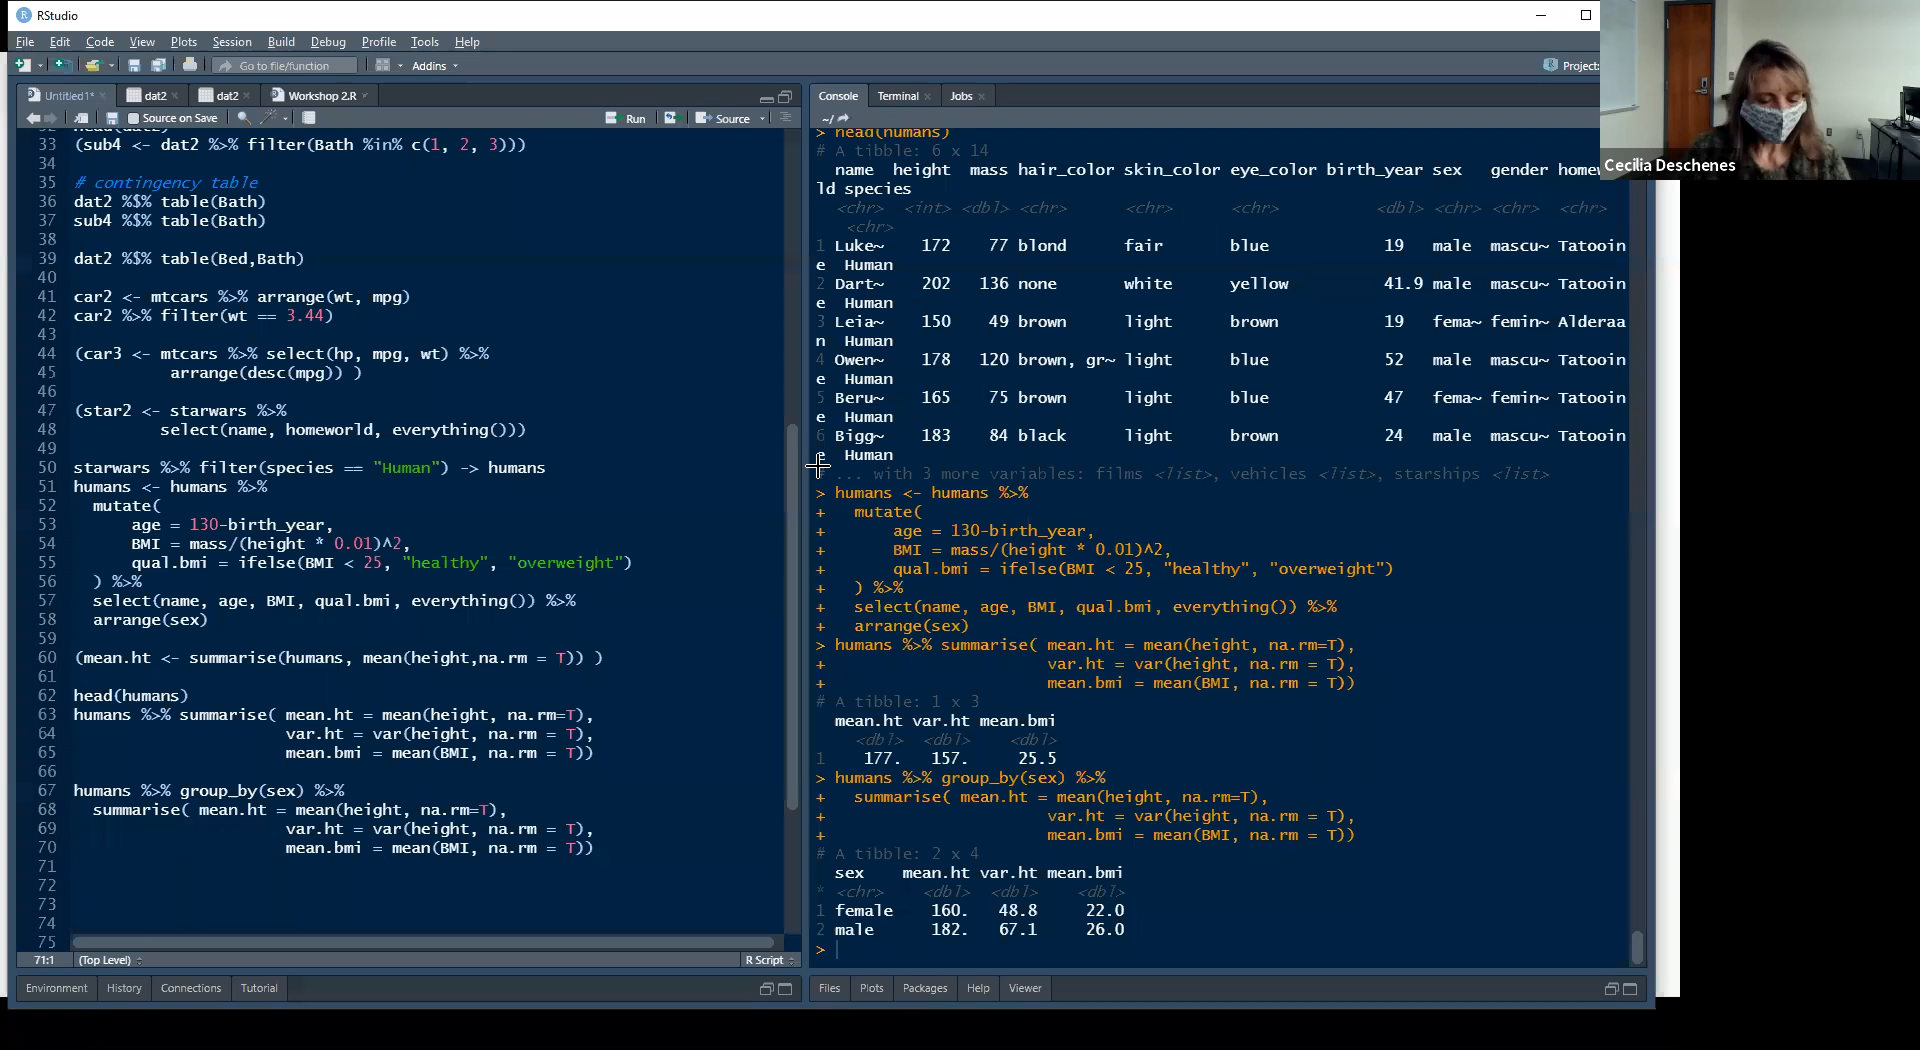 RStudio
File Edit Code View Plots Session Build Debug Profile Tools Help
Go to file/function Addins Project:
Untitled1* dat2 dat2 Workshop 2.R
Source on Save Run Source
33 (sub4 <- dat2 %>% filter(Bath %in% c(1, 2, 3)))
34
35 # contingency table
36 dat2 %$% table(Bath)
37 sub4 %$% table(Bath)
38
39 dat2 %$% table(Bed,Bath)
40
41 car2 <- mtcars %>% arrange(wt, mpg)
42 car2 %>% filter(wt == 3.44)
43
44 (car3 <- mtcars %>% select(hp, mpg, wt) %>%
45 arrange(desc(mpg)) )
46
47 (star2 <- starwars %>%
48 select(name, homeworld, everything()))
49
50 starwars %>% filter(species == "Human") -> humans
51 humans <- humans %>%
52 mutate(
53 age = 130-birth_year,
54 BMI = mass/(height * 0.01)^2,
55 qual.bmi = ifelse(BMI < 25, "healthy", "overweight")
56 ) %>%
57 select(name, age, BMI, qual.bmi, everything()) %>%
58 arrange(sex)
59
60 (mean.ht <- summarise(humans, mean(height,na.rm = T)) )
61
62 head(humans)
63 humans %>% summarise( mean.ht = mean(height, na.rm=T),
64 var.ht = var(height, na.rm = T),
65 mean.bmi = mean(BMI, na.rm = T))
66
67 humans %>% group_by(sex) %>%
68 summarise( mean.ht = mean(height, na.rm=T),
69 var.ht = var(height, na.rm = T),
70 mean.bmi = mean(BMI, na.rm = T))
71
72
73
74
75
71:1 (Top Level) R Script
Environment History Connections Tutorial
Console Terminal Jobs
~/
> head(humans)
# A tibble: 6 x 14
name height mass hair_color skin_color eye_color birth_year sex gender homew
ld species
<chr> <int> <dbl> <chr> <chr> <chr> <dbl> <chr> <chr> <chr>
<chr>
1 Luke~ 172 77 blond fair blue 19 male mascu~ Tatooin
e Human
2 Dart~ 202 136 none white yellow 41.9 male mascu~ Tatooin
e Human
3 Leia~ 150 49 brown light brown 19 fema~ femin~ Alderaa
n Human
4 Owen~ 178 120 brown, gr~ light blue 52 male mascu~ Tatooin
e Human
5 Beru~ 165 75 brown light blue 47 fema~ femin~ Tatooin
e Human
6 Bigg~ 183 84 black light brown 24 male mascu~ Tatooin
e Human
... with 3 more variables: films <list>, vehicles <list>, starships <list>
> humans <- humans %>%
+ mutate(
+ age = 130-birth_year,
+ BMI = mass/(height * 0.01)^2,
+ qual.bmi = ifelse(BMI < 25, "healthy", "overweight")
+ ) %>%
+ select(name, age, BMI, qual.bmi, everything()) %>%
+ arrange(sex)
> humans %>% summarise( mean.ht = mean(height, na.rm=T),
+ var.ht = var(height, na.rm = T),
+ mean.bmi = mean(BMI, na.rm = T))
# A tibble: 1 x 3
mean.ht var.ht mean.bmi
<dbl> <dbl> <dbl>
1 177. 157. 25.5
> humans %>% group_by(sex) %>%
+ summarise( mean.ht = mean(height, na.rm=T),
+ var.ht = var(height, na.rm = T),
+ mean.bmi = mean(BMI, na.rm = T))
# A tibble: 2 x 4
sex mean.ht var.ht mean.bmi
* <chr> <dbl> <dbl> <dbl>
1 female 160. 48.8 22.0
2 male 182. 67.1 26.0
>
Files Plots Packages Help Viewer
Cecilia Deschenes